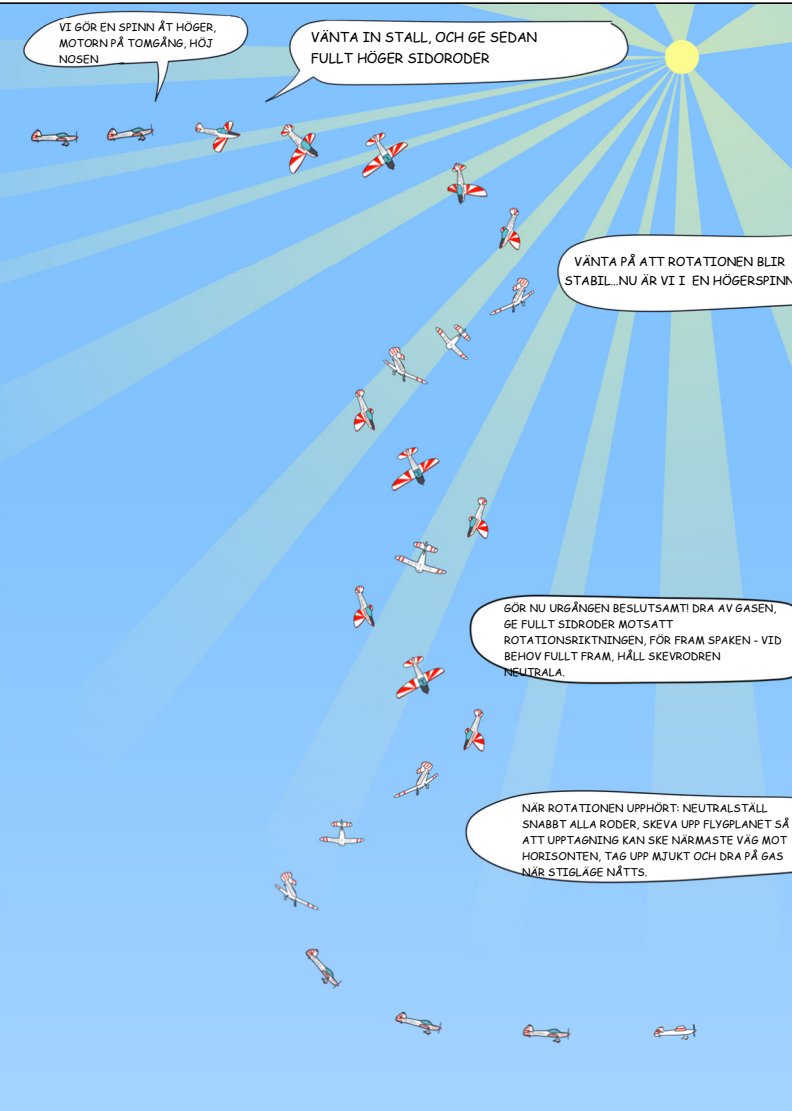 VI GÖR EN SPINN ÅT HÖGER,
MOTORN PÅ TOMGÅNG, HÖJ
NOSEN
VÄNTA IN STALL, OCH GE SEDAN
FULLT HÖGER SIDORODER
VÄNTA PÅ ATT ROTATIONEN BLIR
STABIL...NU ÄR VI I EN HÖGERSPINN
GÖR NU URGÅNGEN BESLUTSAMT! DRA AV GASEN,
GE FULLT SIDRODER MOTSATT
ROTATIONSRIKTNINGEN, FÖR FRAM SPAKEN - VID
BEHOV FULLT FRAM, HÅLL SKEVRODREN
NEUTRALA.
NÄR ROTATIONEN UPPHÖRT: NEUTRALSTÄLL
SNABBT ALLA RODER, SKEVA UPP FLYGPLANET SÅ
ATT UPPTAGNING KAN SKE NÄRMASTE VÄG MOT
HORISONTEN, TAG UPP MJUKT OCH DRA PÅ GAS
NÄR STIGLÄGE NÅTTS.